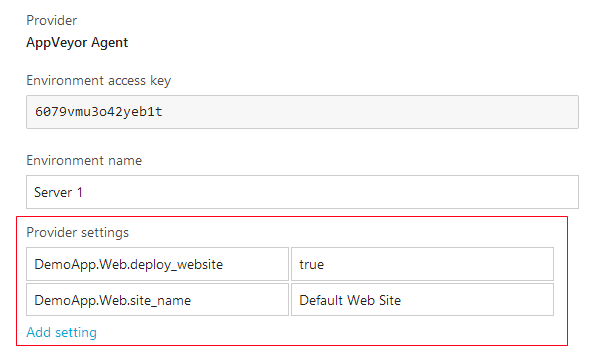 Provider
AppVeyor Agent
Environment access key
6079vmu3o42yeb1t
Environment name
Server 1
Provider settings
DemoApp.Web.deploy_website true
DemoApp.Web.site_name Default Web Site
Add setting